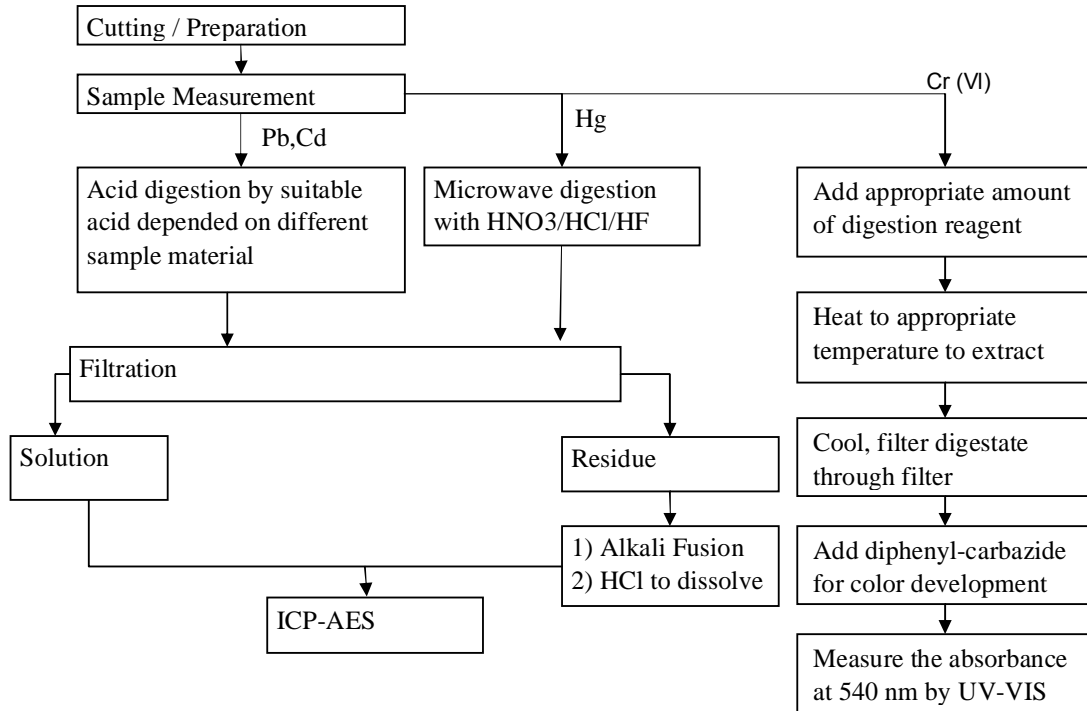 Cutting / Preparation
Sample Measurement
Cr (VI)
Pb,Cd
Hg
Acid digestion by suitable
acid depended on different
sample material
Microwave digestion
with HNO3/HCl/HF
Add appropriate amount
of digestion reagent
Heat to appropriate
temperature to extract
Filtration
Solution
Residue
Cool, filter digestate
through filter
1) Alkali Fusion
2) HCl to dissolve
Add diphenyl-carbazide
for color development
ICP-AES
Measure the absorbance
at 540 nm by UV-VIS